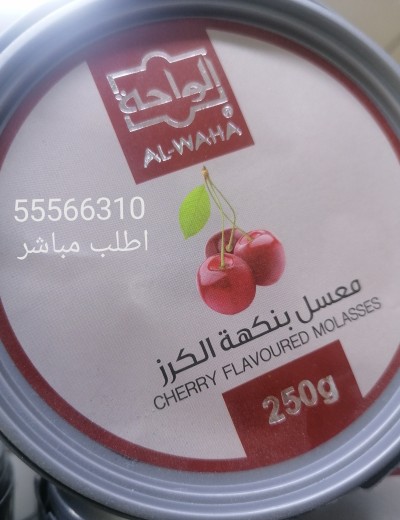 الواحة
AL-WAHA
55566310
اطلب مباشر
معسل بنكهة الكرز
CHERRY FLAVOURED MOLASSES
250g